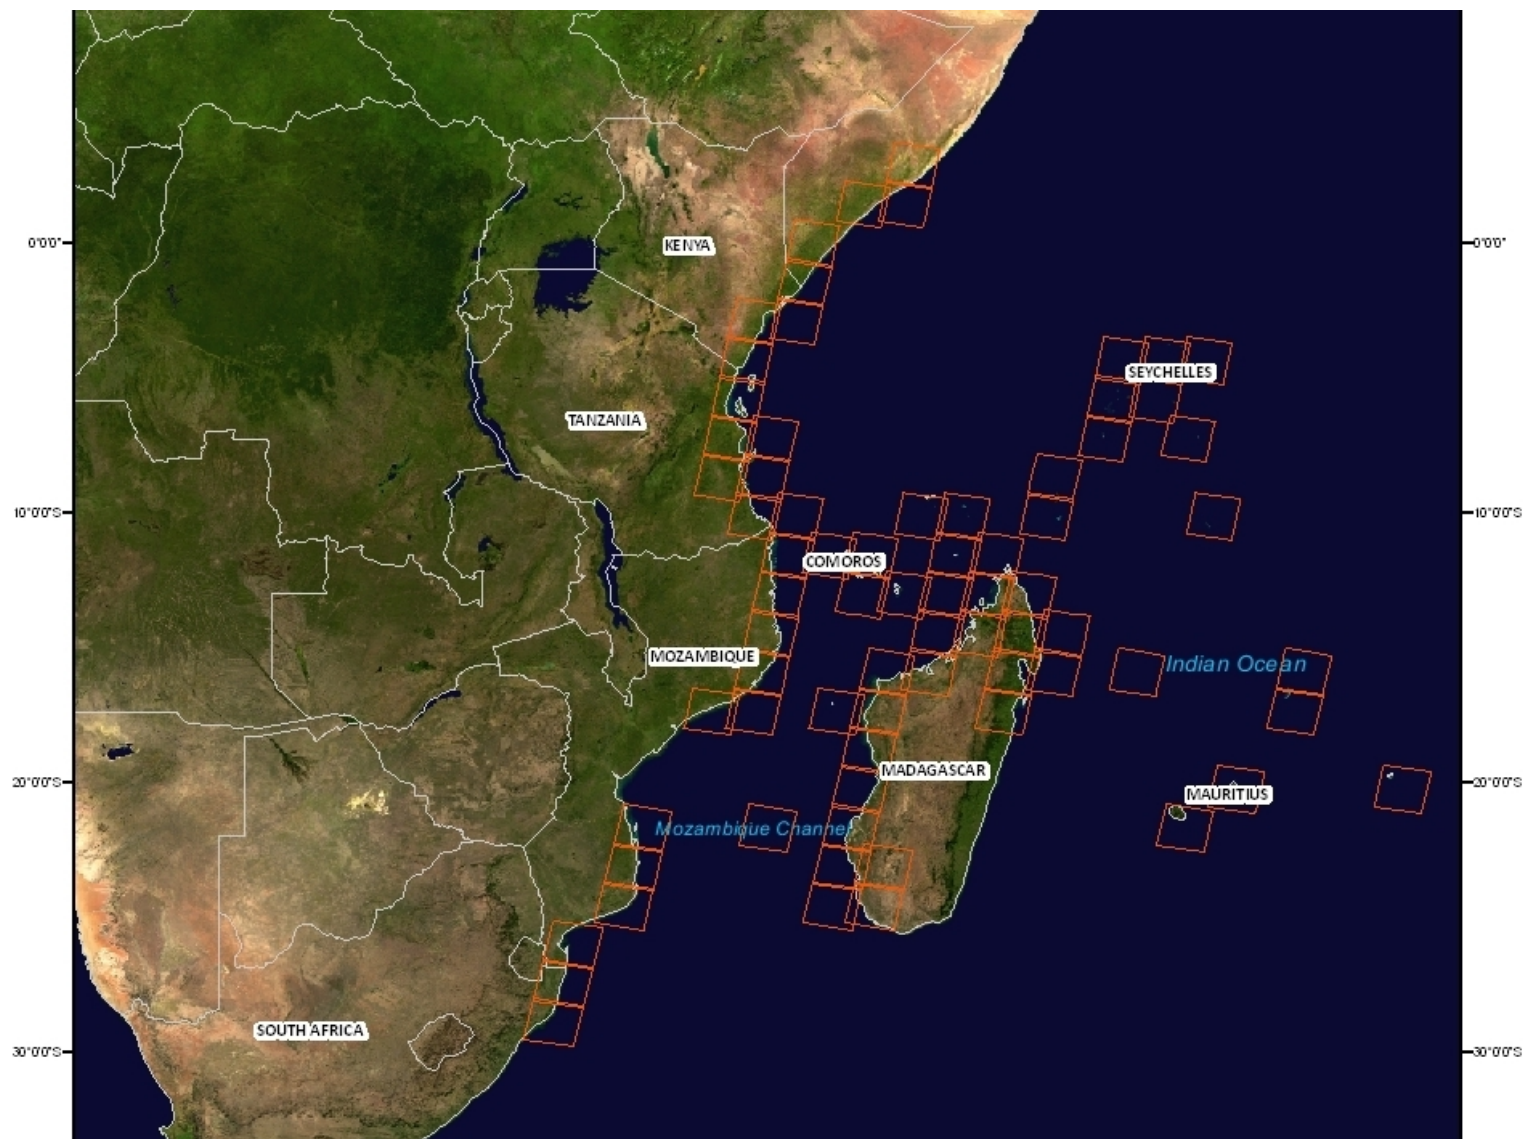 0°0'0"
KENYA
0°0'0"
SEYCHELLES
TANZANIA
10°0'0"S
10°0'0"S
COMOROS
MOZAMBIQUE
Indian Ocean
MADAGASCAR
20°0'0"S
20°0'0"S
MAURITIUS
Mozambique Channel
SOUTH AFRICA
30°0'0"S
30°0'0"S